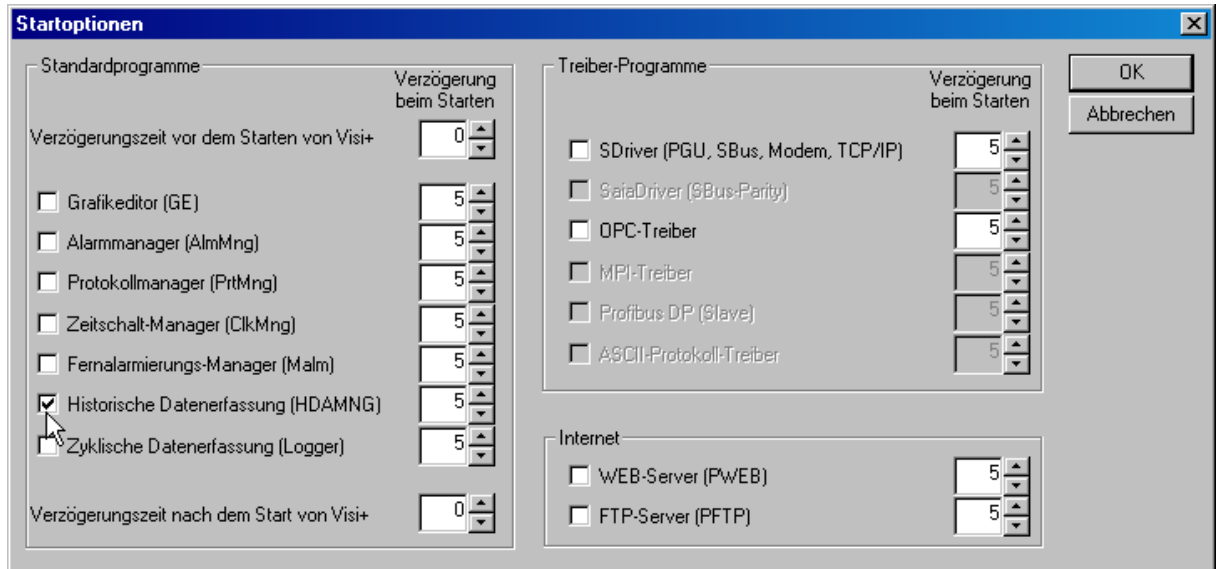 Startoptionen
Standardprogramme
Verzögerung
beim Starten
Verzögerungszeit vor dem Starten von Visi+ 0
Grafikeditor (GE) 5
Alarmmanager (AlmMng) 5
Protokollmanager (PrtMng) 5
Zeitschalt-Manager (ClkMng) 5
Fernalarmierungs-Manager (Malm) 5
Historische Datenerfassung (HDAMNG) 5
Zyklische Datenerfassung (Logger) 5
Verzögerungszeit nach dem Start von Visi+ 0
Treiber-Programme
Verzögerung
beim Starten
SDriver (PGU, SBus, Modem, TCP/IP) 5
SaiaDriver (SBus-Parity) 5
OPC-Treiber 5
MPI-Treiber 5
Profibus DP (Slave) 5
ASCII-Protokoll-Treiber 5
Internet
WEB-Server (PWEB) 5
FTP-Server (PFTP) 5
OK
Abbrechen